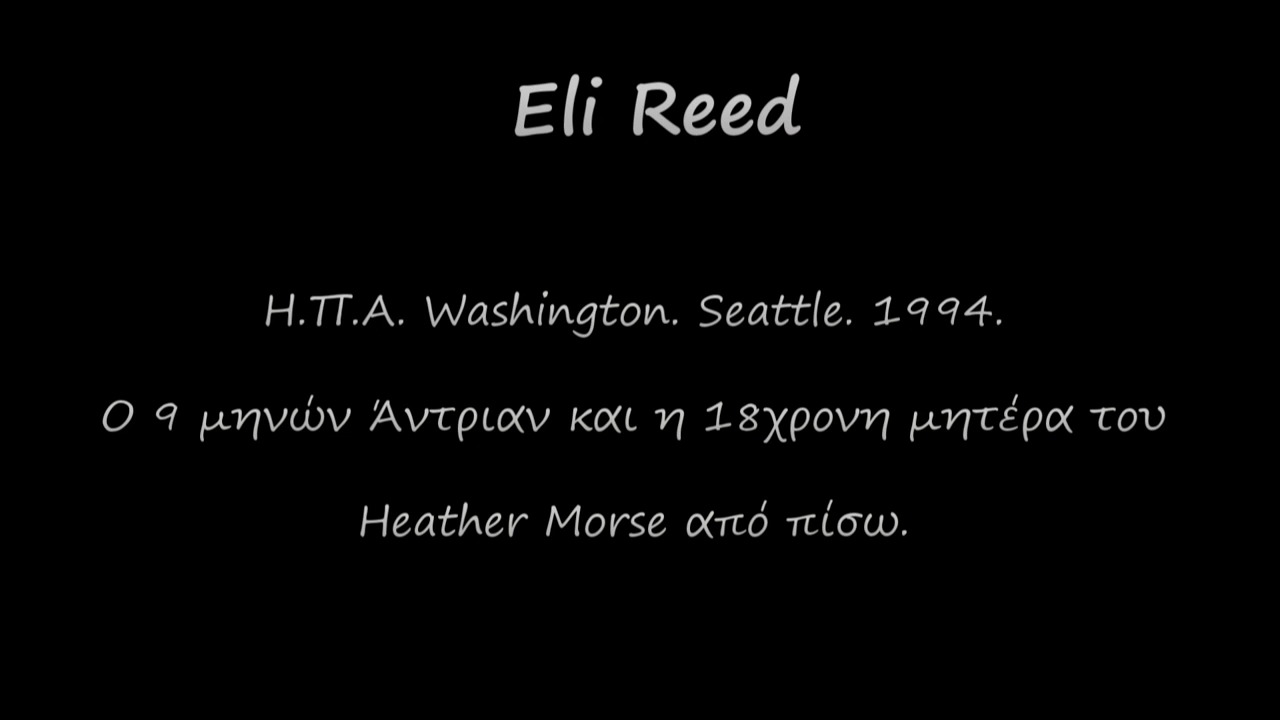 Eli Reed
Η.Π.Α. Washington. Seattle. 1994.
Ο 9 μηνών Άντριαν και η 18χρονη μητέρα του
Heather Morse από πίσω.